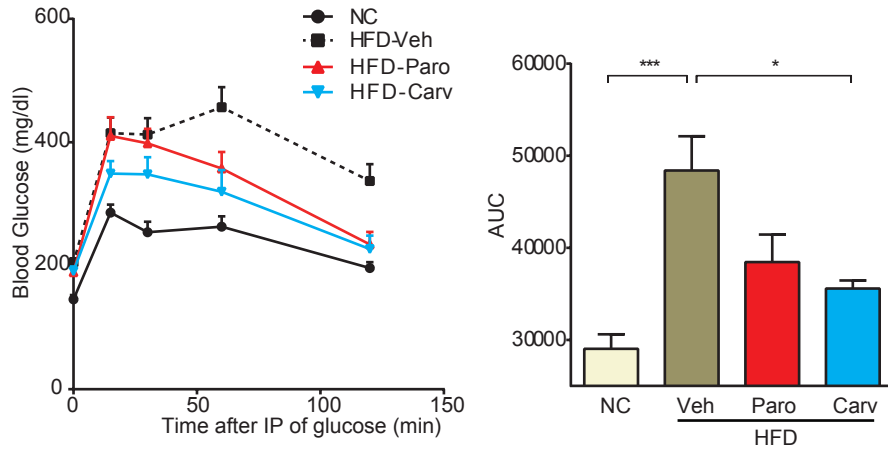 600
400
200
0
Blood Glucose (mg/dl)
NC
HFD-Veh
HFD-Paro
HFD-Carv
0 50 100 150
Time after IP of glucose (min)
60000
50000
40000
30000
AUC
*** *
NC Veh Paro Carv
HFD